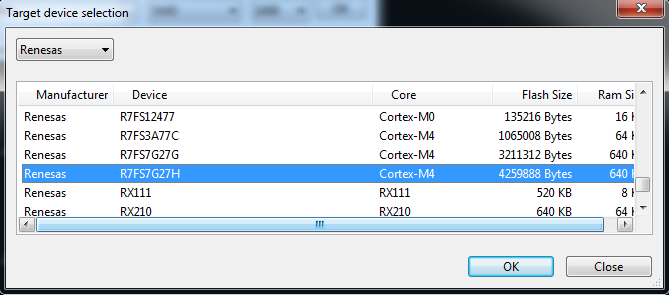 Target device selection
Renesas
Manufacturer Device Core Flash Size Ram Si
Renesas R7FS12477 Cortex-M0 135216 Bytes 16 K
Renesas R7FS3A77C Cortex-M4 1065008 Bytes 64 K
Renesas R7FS7G27G Cortex-M4 3211312 Bytes 640 K
Renesas R7FS7G27H Cortex-M4 4259888 Bytes 640 K
Renesas RX111 RX111 520 KB 8 K
Renesas RX210 RX210 640 KB 64 K
OK Close